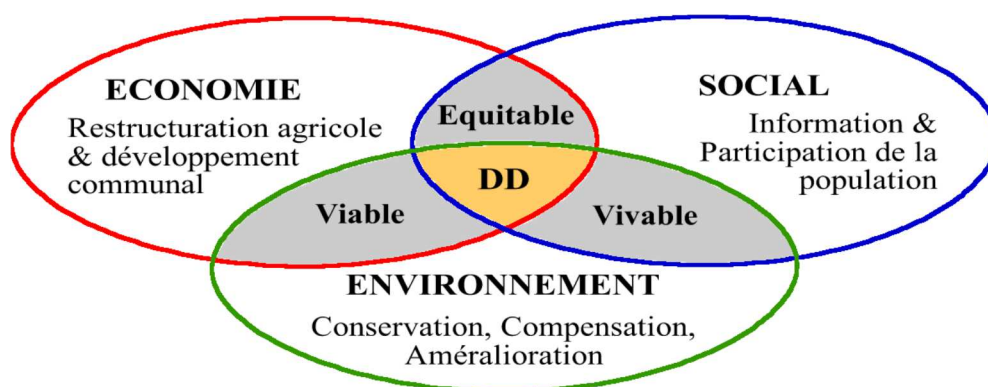 ECONOMIE
Restructuration agricole
& développement
communal
SOCIAL
Information &
Participation de la
population
Equitable
DD
Viable
Vivable
ENVIRONNEMENT
Conservation, Compensation,
Améralioration